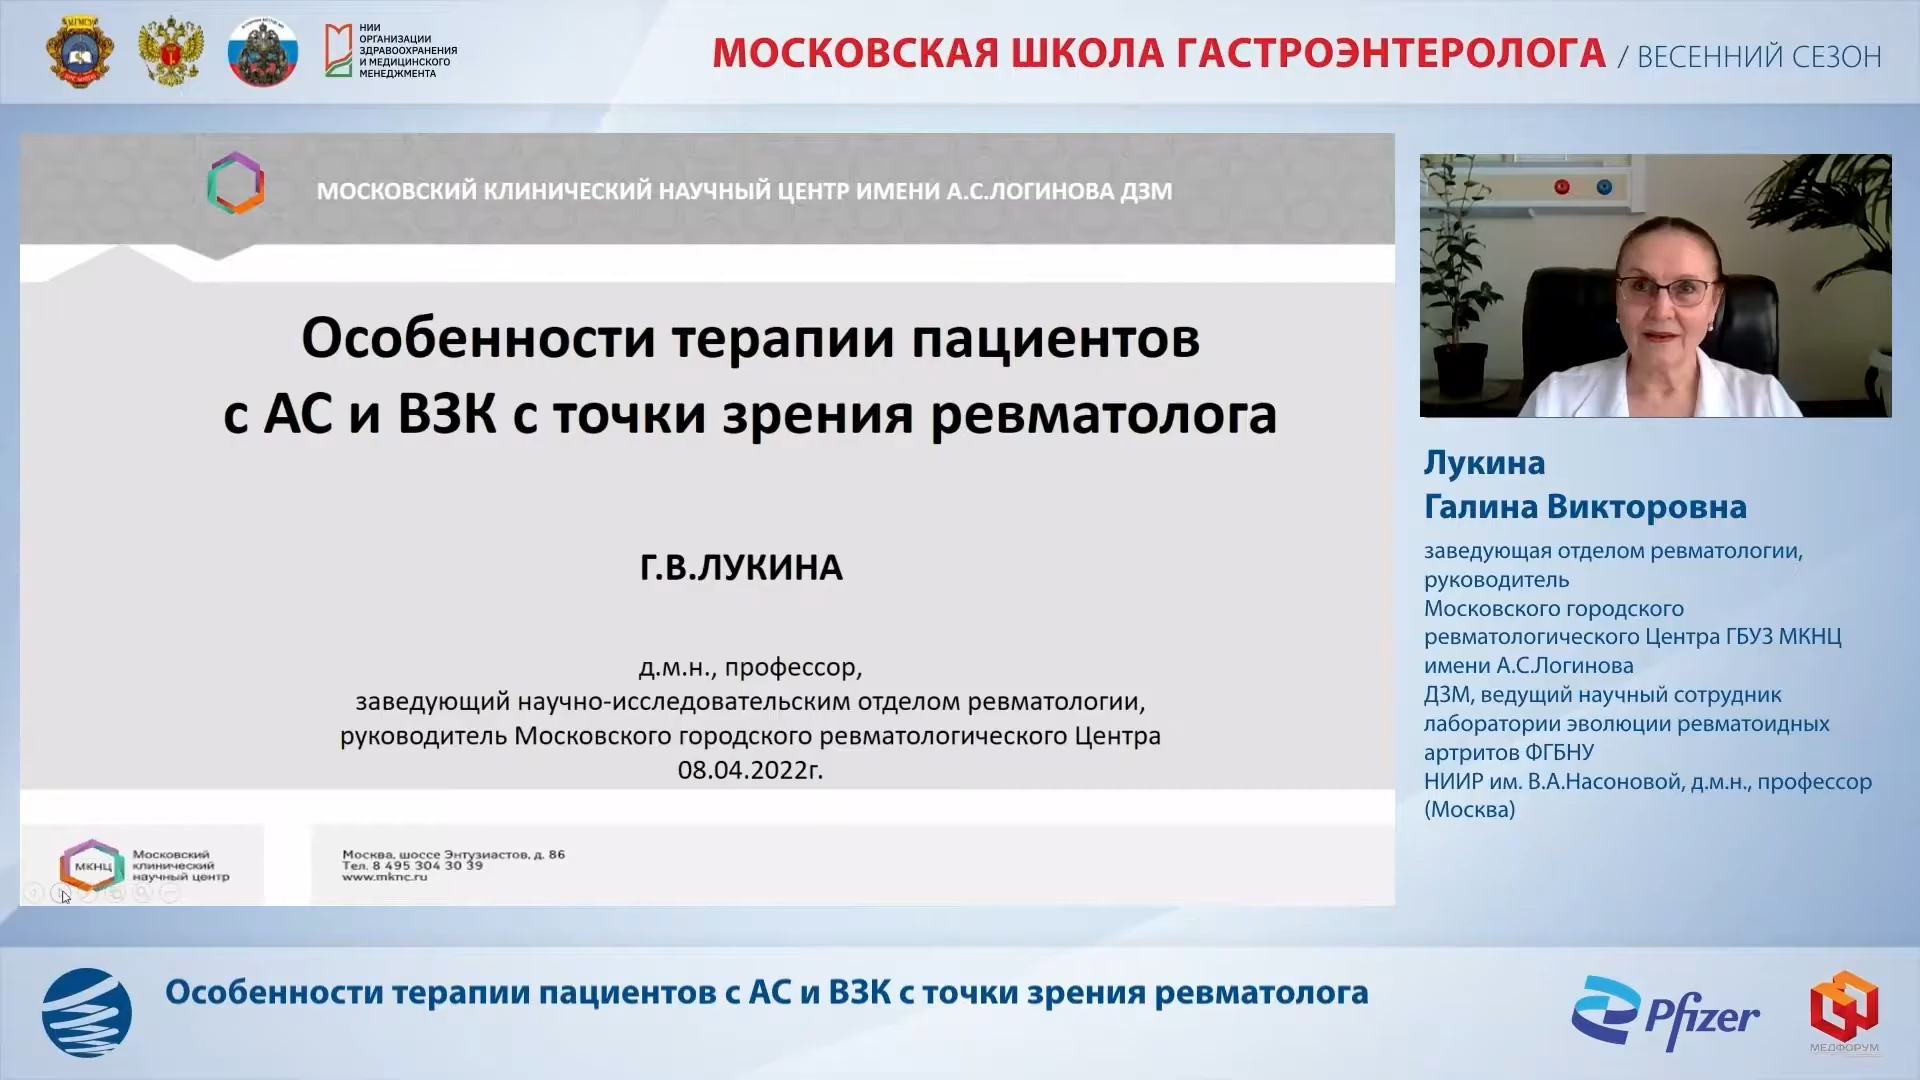 НИИ
ОРГАНИЗАЦИИ
ЗДРАВООХРАНЕНИЯ
И МЕДИЦИНСКОГО
МЕНЕДЖМЕНТА
МОСКОВСКАЯ ШКОЛА ГАСТРОЭНТЕРОЛОГА / ВЕСЕННИЙ СЕЗОН
МОСКОВСКИЙ КЛИНИЧЕСКИЙ НАУЧНЫЙ ЦЕНТР ИМЕНИ А.С.ЛОГИНОВА ДЗМ
Особенности терапии пациентов
с АС и ВЗК с точки зрения ревматолога
Г.В.ЛУКИНА
д.м.н., профессор,
заведующий научно-исследовательским отделом ревматологии,
руководитель Московского городского ревматологического Центра
08.04.2022г.
МКНЦ
Московский
клинический
научный центр
Москва, шоссе Энтузиастов, д. 86
Тел. 8 495 304 30 39
www.mknc.ru
Лукина
Галина Викторовна
заведующая отделом ревматологии,
руководитель
Московского городского
ревматологического Центра ГБУЗ МКНЦ
имени А.С.Логинова
ДЗМ, ведущий научный сотрудник
лаборатории эволюции ревматоидных
артритов ФГБНУ
НИИР им. В.А.Насоновой, д.м.н., профессор
(Москва)
Особенности терапии пациентов с АС и ВЗК с точки зрения ревматолога
Pfizer
МЕДФОРУМ